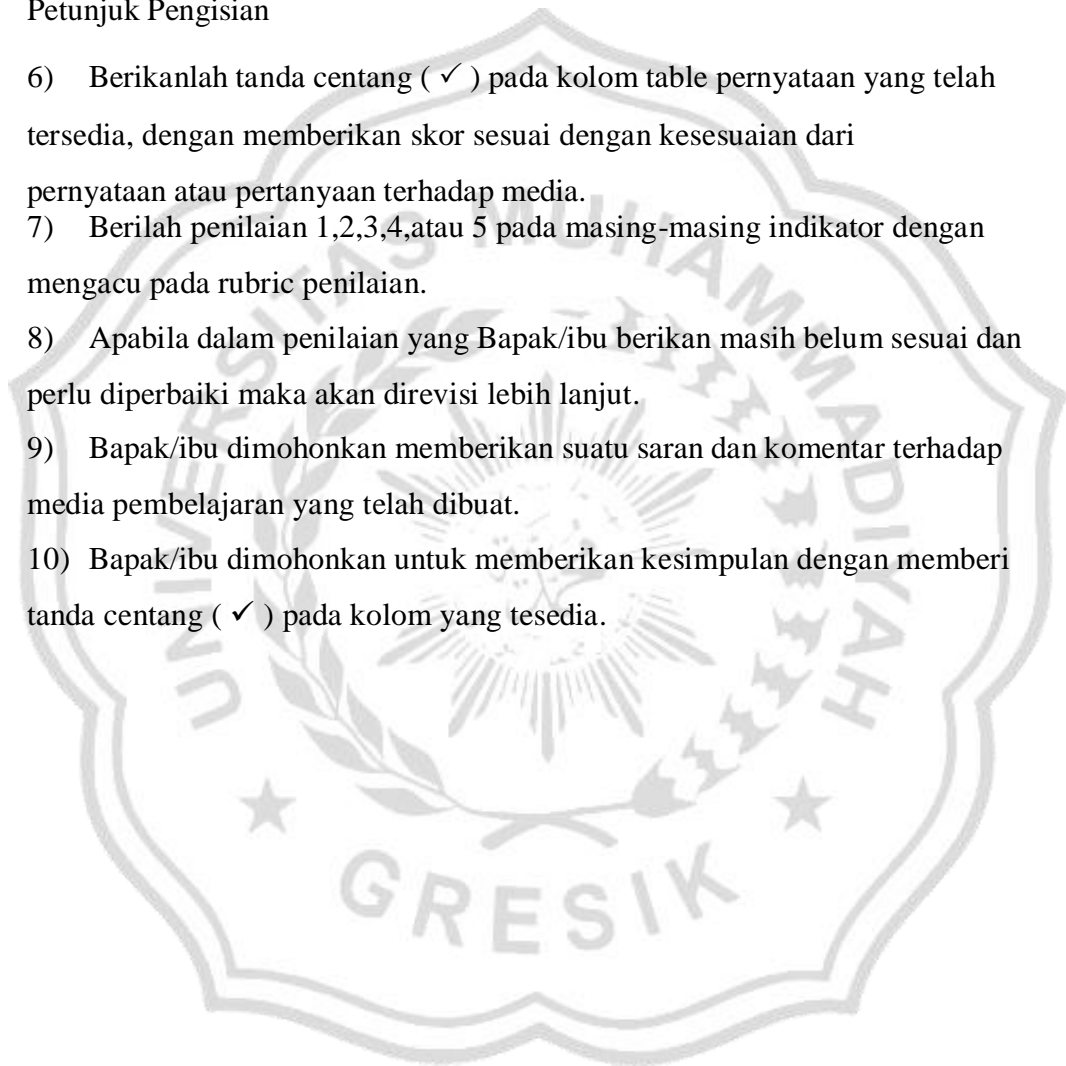 Petunjuk Pengisian
6) Berikanlah tanda centang ( ✓ ) pada kolom table pernyataan yang telah
tersedia, dengan memberikan skor sesuai dengan kesesuaian dari
pernyataan atau pertanyaan terhadap media.
7) Berilah penilaian 1,2,3,4,atau 5 pada masing-masing indikator dengan
mengacu pada rubric penilaian.
8) Apabila dalam penilaian yang Bapak/ibu berikan masih belum sesuai dan
perlu diperbaiki maka akan direvisi lebih lanjut.
9) Bapak/ibu dimohonkan memberikan suatu saran dan komentar terhadap
media pembelajaran yang telah dibuat.
10) Bapak/ibu dimohonkan untuk memberikan kesimpulan dengan memberi
tanda centang ( ✓ ) pada kolom yang tesedia.
UNIVERSITAS MUHAMMADIYAH
GRESIK